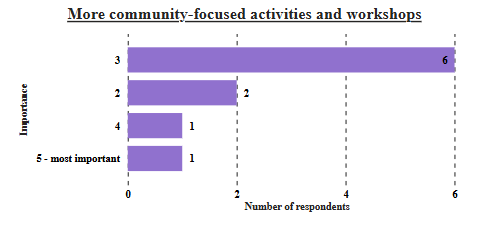 More community-focused activities and workshops
Importance
3
6
2
2
4
1
5 - most important
1
0
2
4
6
Number of respondents